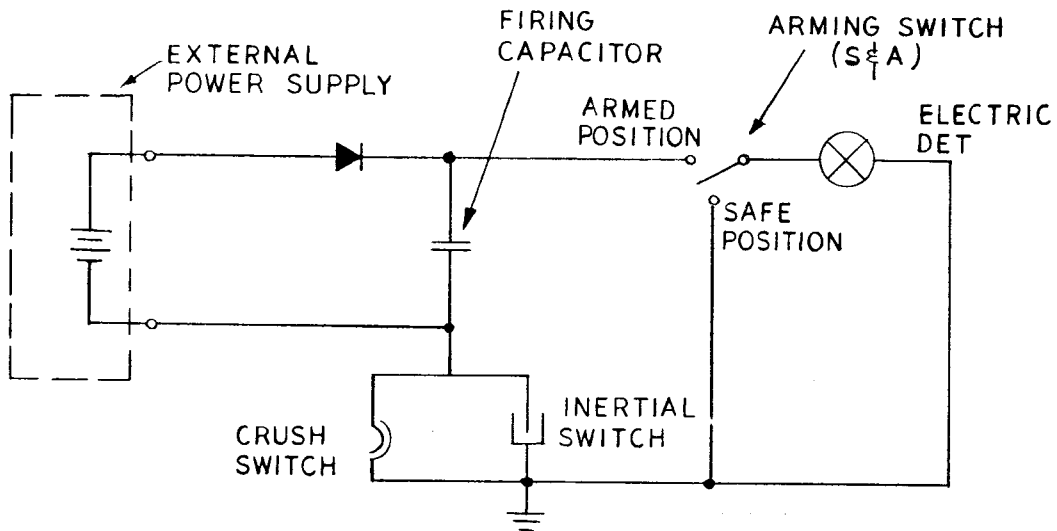 FIRING
CAPACITOR
ARMING SWITCH
(S&A)
EXTERNAL
POWER SUPPLY
ARMED
POSITION
ELECTRIC
DET
SAFE
POSITION
INERTIAL
SWITCH
CRUSH
SWITCH